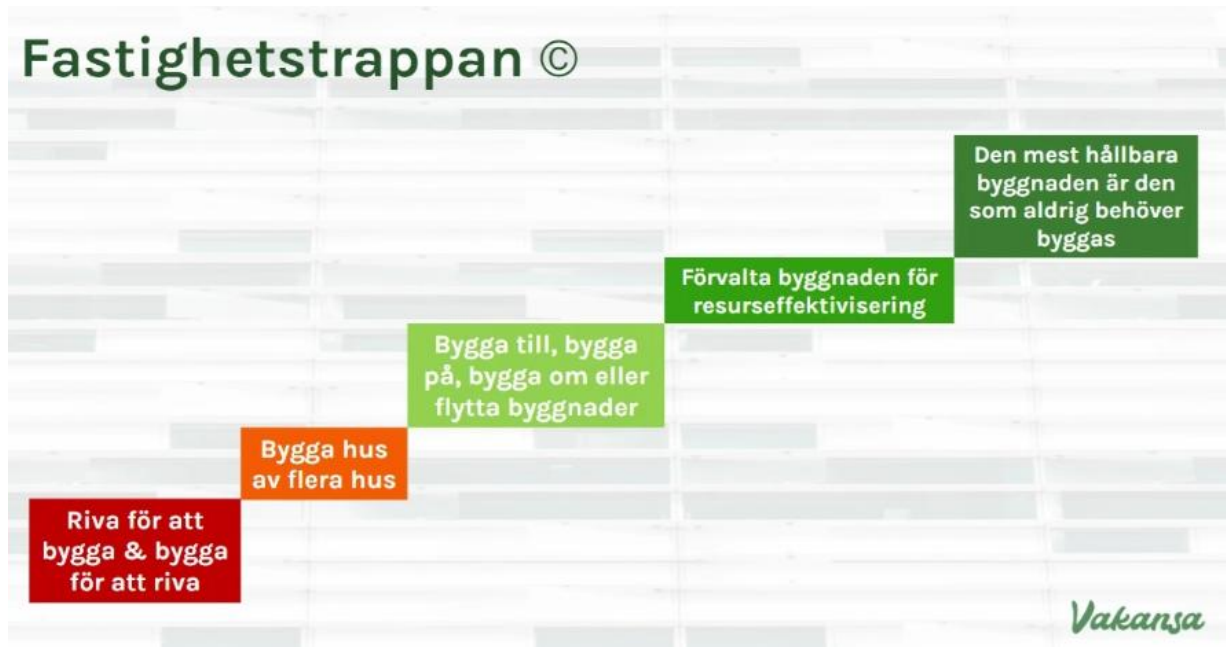 Fastighetstrappan ©
Den mest hållbara
byggnaden är den
som aldrig behöver
byggas
Förvalta byggnaden för
resurseffektivisering
Bygga till, bygga
på, bygga om eller
flytta byggnader
Bygga hus
av flera hus
Riva för att
bygga & bygga
för att riva
Vakansa